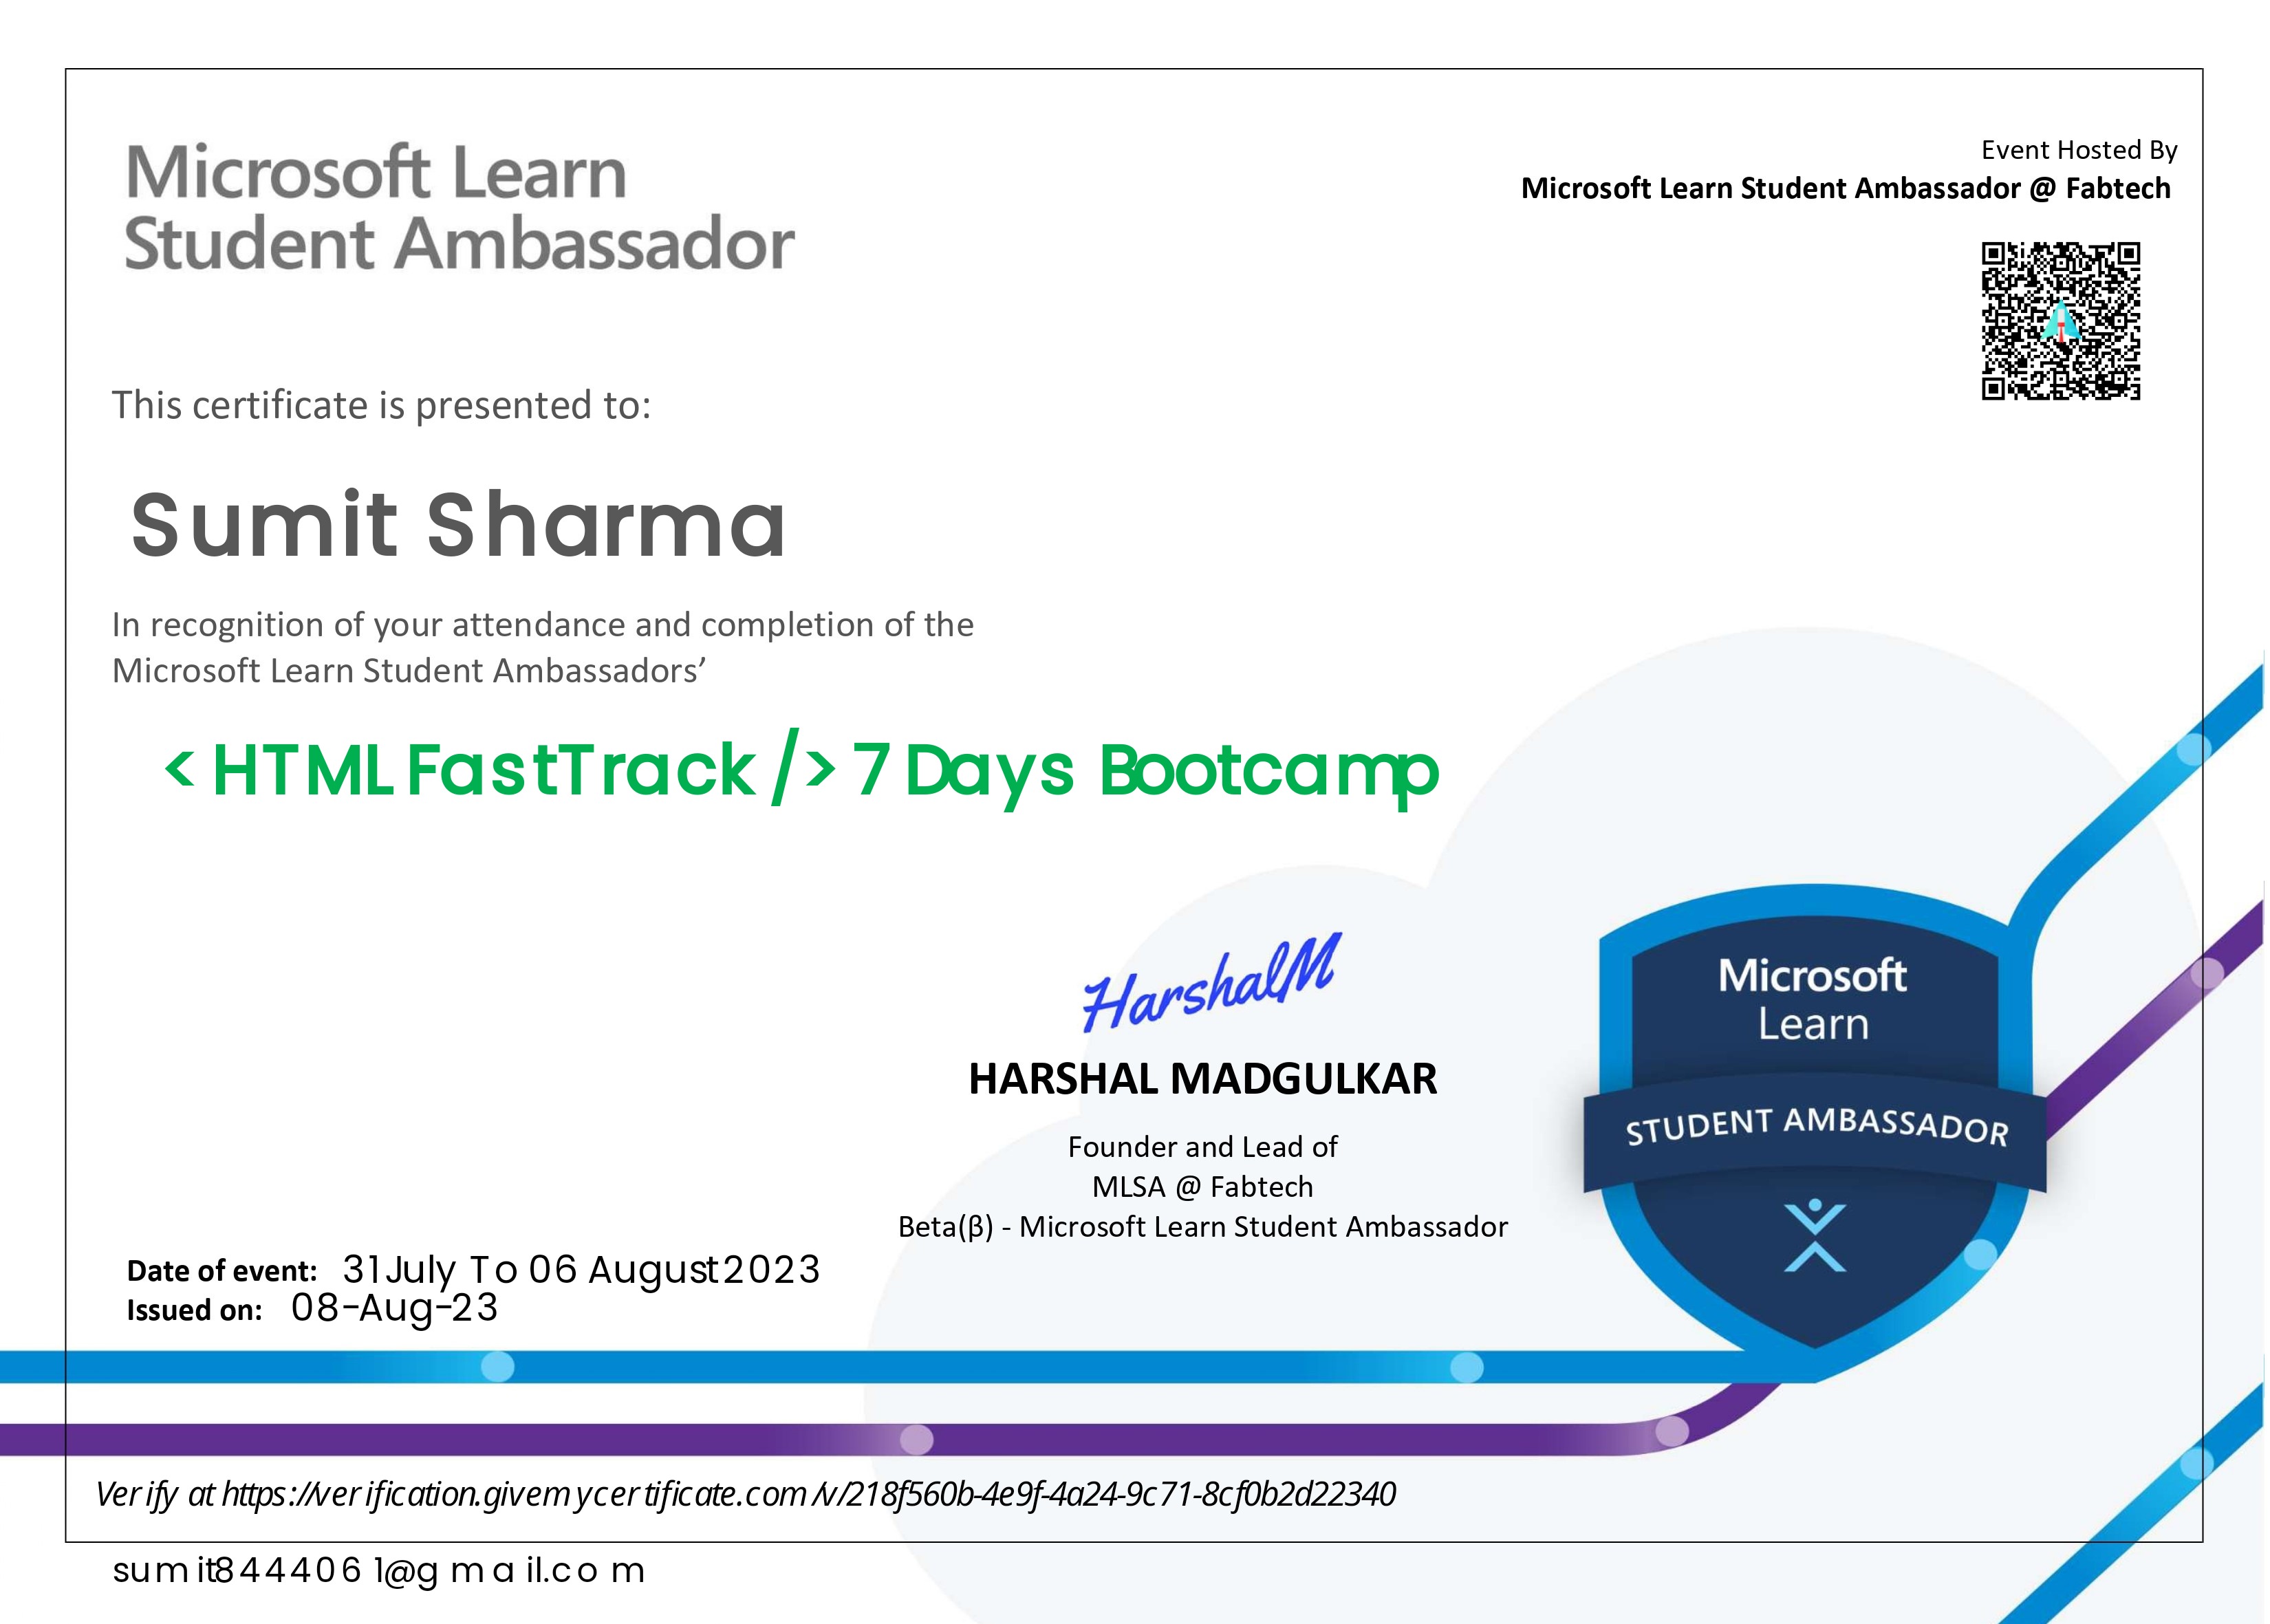 Microsoft Learn
Student Ambassador
Event Hosted By
Microsoft Learn Student Ambassador @ Fabtech
This certificate is presented to:
Sumit Sharma
In recognition of your attendance and completion of the
Microsoft Learn Student Ambassadors’
< HTML FastTrack /> 7 Days Bootcamp
HarshalM
HARSHAL MADGULKAR
Founder and Lead of
MLSA @ Fabtech
Beta(β) - Microsoft Learn Student Ambassador
Microsoft
Learn
STUDENT AMBASSADOR
Date of event: 31 July To 06 August 2023
Issued on: 08-Aug-23
Verify at https://verification.givemycertificate.com/v/218f560b-4e9f-4a24-9c71-8cf0b2d22340
sumit8444061@gmail.com